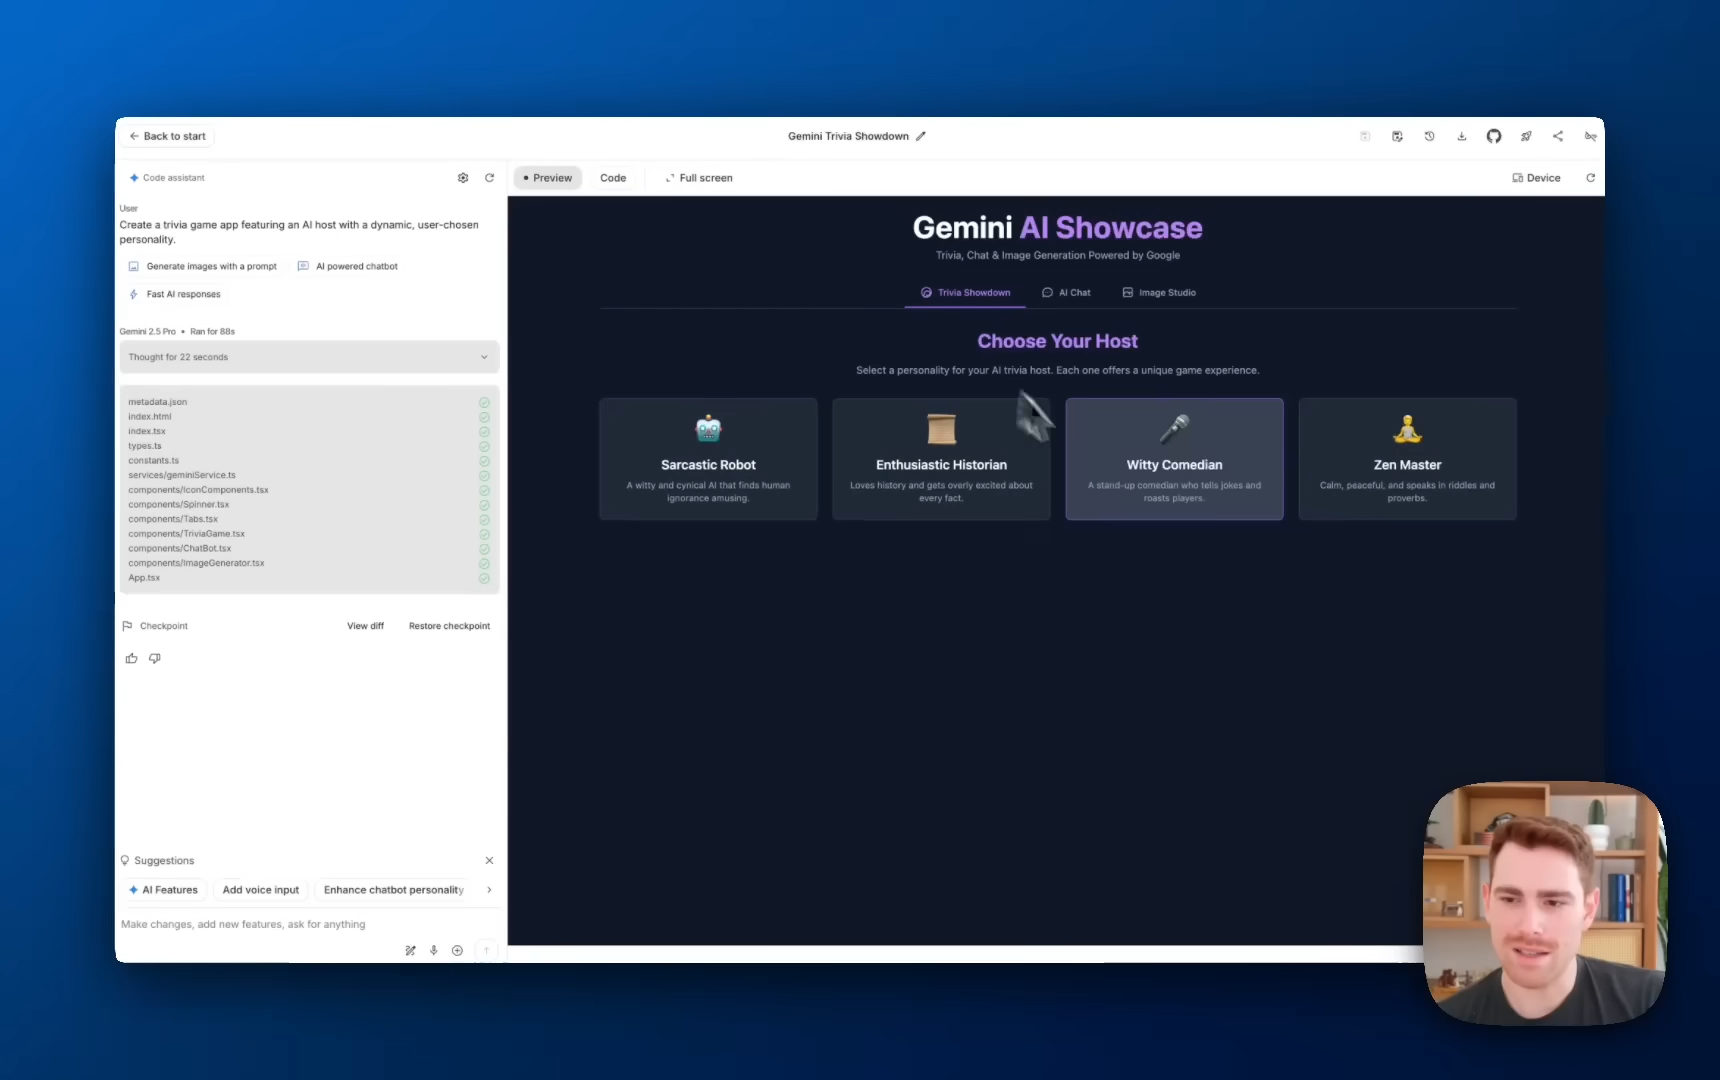 Back to start
Gemini Trivia Showdown
Code assistant
Preview
Code
Full screen
Device
User
Create a trivia game app featuring an AI host with a dynamic, user-chosen
personality.
Generate images with a prompt
AI powered chatbot
Fast AI responses
Gemini 2.5 Pro • Ran for 88s
Thought for 22 seconds
metadata.json
index.html
index.tsx
types.ts
constants.ts
services/geminiService.ts
components/IconComponents.tsx
components/Spinner.tsx
components/Tabs.tsx
components/TriviaGame.tsx
components/ChatBot.tsx
components/ImageGenerator.tsx
App.tsx
Checkpoint
View diff
Restore checkpoint
Suggestions
AI Features
Add voice input
Enhance chatbot personality
Make changes, add new features, ask for anything
Gemini AI Showcase
Trivia, Chat & Image Generation Powered by Google
Trivia Showdown
AI Chat
Image Studio
Choose Your Host
Select a personality for your AI trivia host. Each one offers a unique game experience.
Sarcastic Robot
A witty and cynical AI that finds human
ignorance amusing.
Enthusiastic Historian
Loves history and gets overly excited about
every fact.
Witty Comedian
A stand-up comedian who tells jokes and
roasts players.
Zen Master
Calm, peaceful, and speaks in riddles and
proverbs.